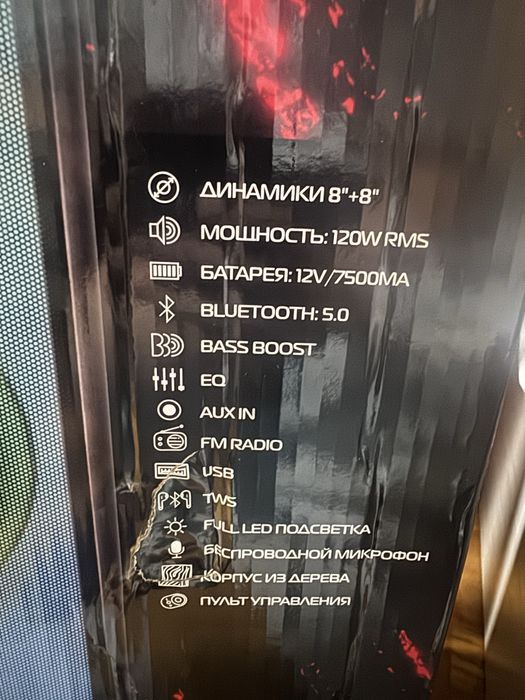 ДИНАМИКИ 8"+8"
МОЩНОСТЬ: 120W RMS
БАТАРЕЯ: 12V/7500MA
BLUETOOTH: 5.0
BASS BOOST
EQ
AUX IN
FM RADIO
USB
TWS
FULL LED ПОДСВЕТКА
БЕСПРОВОДНОЙ МИКРОФОН
КОРПУС ИЗ ДЕРЕВА
ПУЛЬТ УПРАВЛЕНИЯ